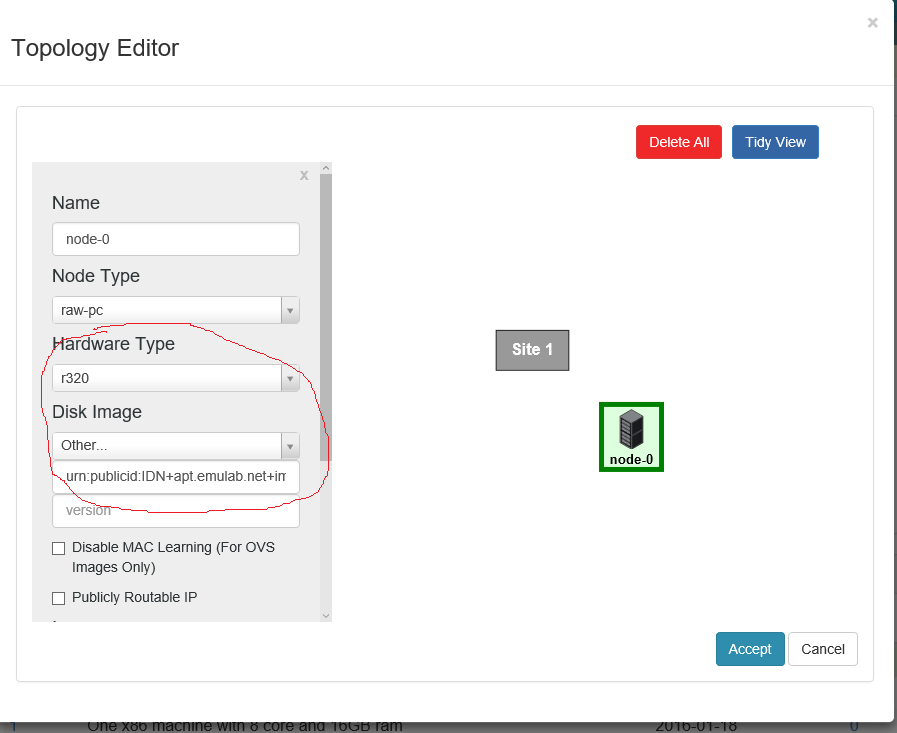 ×
Topology Editor
Delete All
Tidy View
x
Name
node-0
Node Type
raw-pc
Hardware Type
r320
Disk Image
Other...
urn:publicid:IDN+apt.emulab.net+im
version
Disable MAC Learning (For OVS
Images Only)
Publicly Routable IP
Site 1
node-0
Accept
Cancel
1 One x86 machine with 8 core and 16GB ram 2016-01-18 0